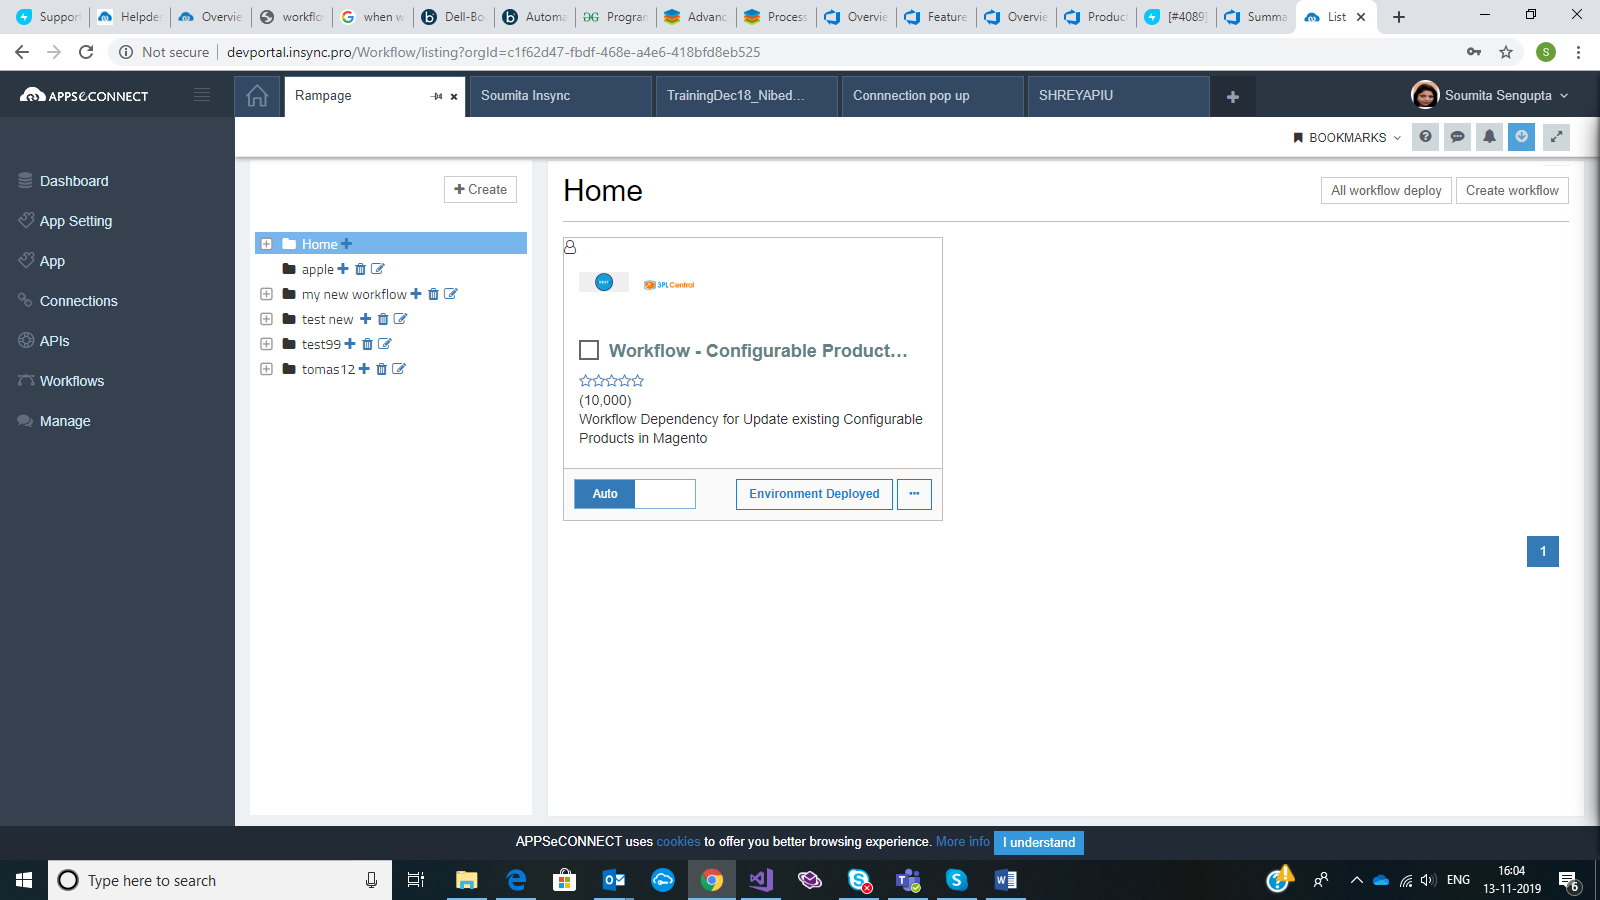 Support
Helpdes
Overvie
workflo
when w
Dell-Bo
Automa
Program
Advanc
Process
Overvie
Feature
Overvie
Product
[#4089]
Summa
List
Not secure
devportal.insync.pro/Workflow/listing?orgId=c1f62d47-fbdf-468e-a4e6-418bfd8eb525
S
APPSeCONNECT
Rampage
Soumita Insync
TrainingDec18_Nibed...
Connnection pop up
SHREYAPIU
Soumita Sengupta
BOOKMARKS
Dashboard
App Setting
App
Connections
APIs
Workflows
Manage
Create
Home
apple
my new workflow
test new
test99
tomas12
Home
All workflow deploy
Create workflow
3PL Central
Workflow - Configurable Product...
(10,000)
Workflow Dependency for Update existing Configurable
Products in Magento
Auto
Environment Deployed
...
1
APPSeCONNECT uses cookies to offer you better browsing experience. More info
I understand
Type here to search
ENG
16:04
13-11-2019
6